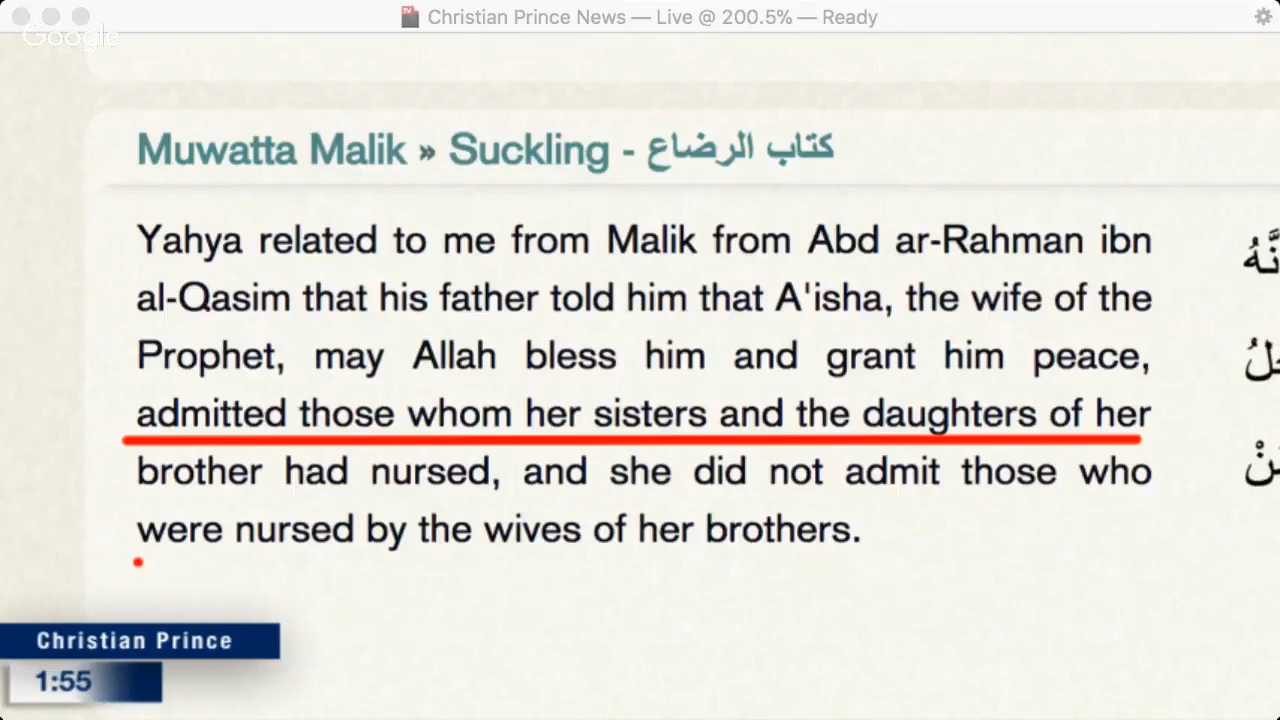 Christian Prince News — Live @ 200.5% — Ready
Google
Muwatta Malik » Suckling - كتاب الرضاع
Yahya related to me from Malik from Abd ar-Rahman ibn
al-Qasim that his father told him that A'isha, the wife of the
Prophet, may Allah bless him and grant him peace,
admitted those whom her sisters and the daughters of her
brother had nursed, and she did not admit those who
were nursed by the wives of her brothers.
Christian Prince
1:55